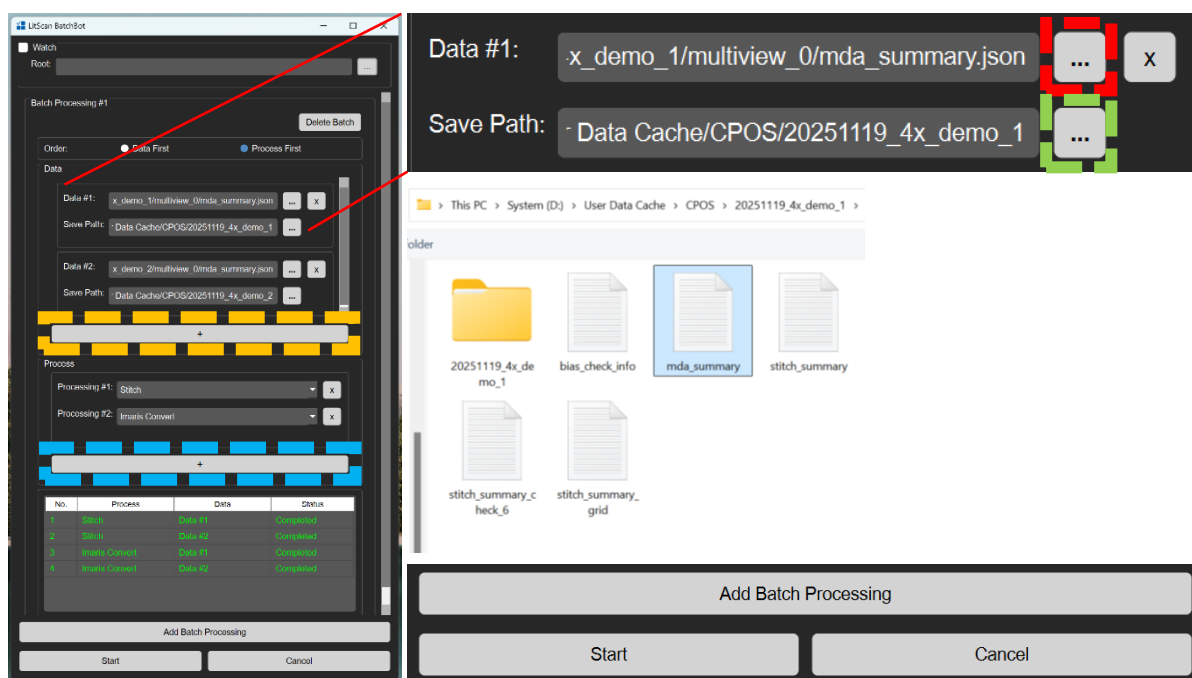 LitScan BatchBot
Watch
Root:
...
Batch Processing #1
Delete Batch
Order:
Data First
Process First
Data
Data #1:
x_demo_1/multiview_0/mda_summary.json
...
x
Save Path:
Data Cache/CPOS/20251119_4x_demo_1
...
Data #2:
x_demo_2/multiview_0/mda_summary.json
...
x
Save Path:
Data Cache/CPOS/20251119_4x_demo_2
...
+
Process
Processing #1:
Stitch
x
Processing #2:
Imaris Convert
x
+
No. Process Data Status
1 Stitch Data #1 Completed
2 Stitch Data #2 Completed
3 Imaris Convert Data #1 Completed
4 Imaris Convert Data #2 Completed
Add Batch Processing
Start
Cancel
Data #1:
x_demo_1/multiview_0/mda_summary.json
...
x
Save Path:
Data Cache/CPOS/20251119_4x_demo_1
...
› This PC › System (D:) › User Data Cache › CPOS › 20251119_4x_demo_1 ›
older
20251119_4x_de
mo_1
bias_check_info
mda_summary
stitch_summary
stitch_summary_c
heck_6
stitch_summary_
grid
Add Batch Processing
Start
Cancel